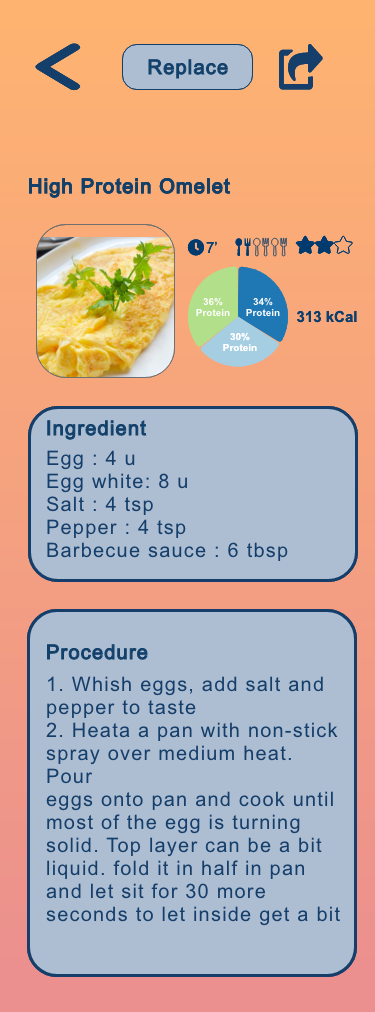 Replace
High Protein Omelet
7'
36%
Protein
34%
Protein
30%
Protein
313 kCal
Ingredient
Egg : 4 u
Egg white: 8 u
Salt : 4 tsp
Pepper : 4 tsp
Barbecue sauce : 6 tbsp
Procedure
1. Whish eggs, add salt and
pepper to taste
2. Heata a pan with non-stick
spray over medium heat.
Pour
eggs onto pan and cook until
most of the egg is turning
solid. Top layer can be a bit
liquid. fold it in half in pan
and let sit for 30 more
seconds to let inside get a bit